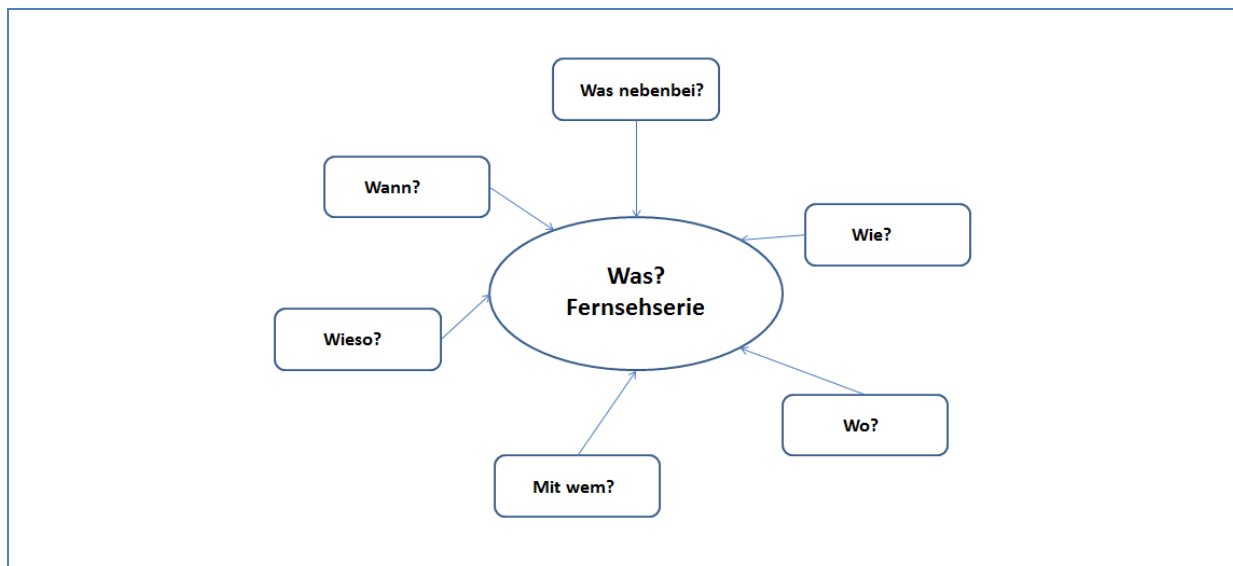 Was nebenbei?
Wann?
Wie?
Was?
Fernsehserie
Wieso?
Wo?
Mit wem?